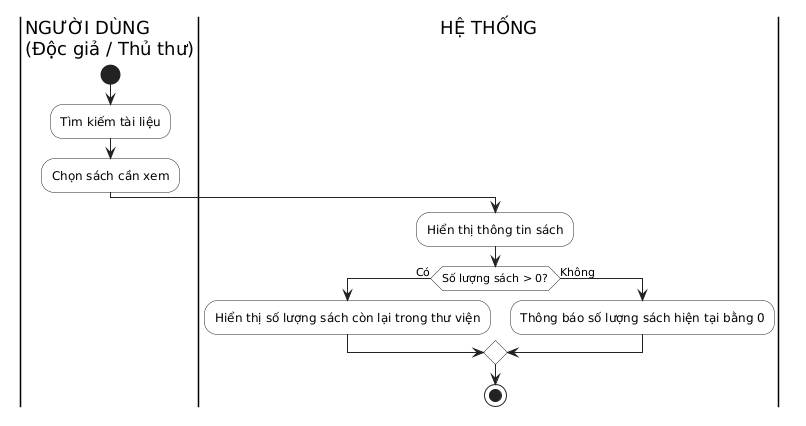 NGƯỜI DÙNG
(Độc giả / Thủ thư)
HỆ THỐNG
Tìm kiếm tài liệu
Chọn sách cần xem
Hiển thị thông tin sách
Số lượng sách > 0?
Có
Không
Hiển thị số lượng sách còn lại trong thư viện
Thông báo số lượng sách hiện tại bằng 0